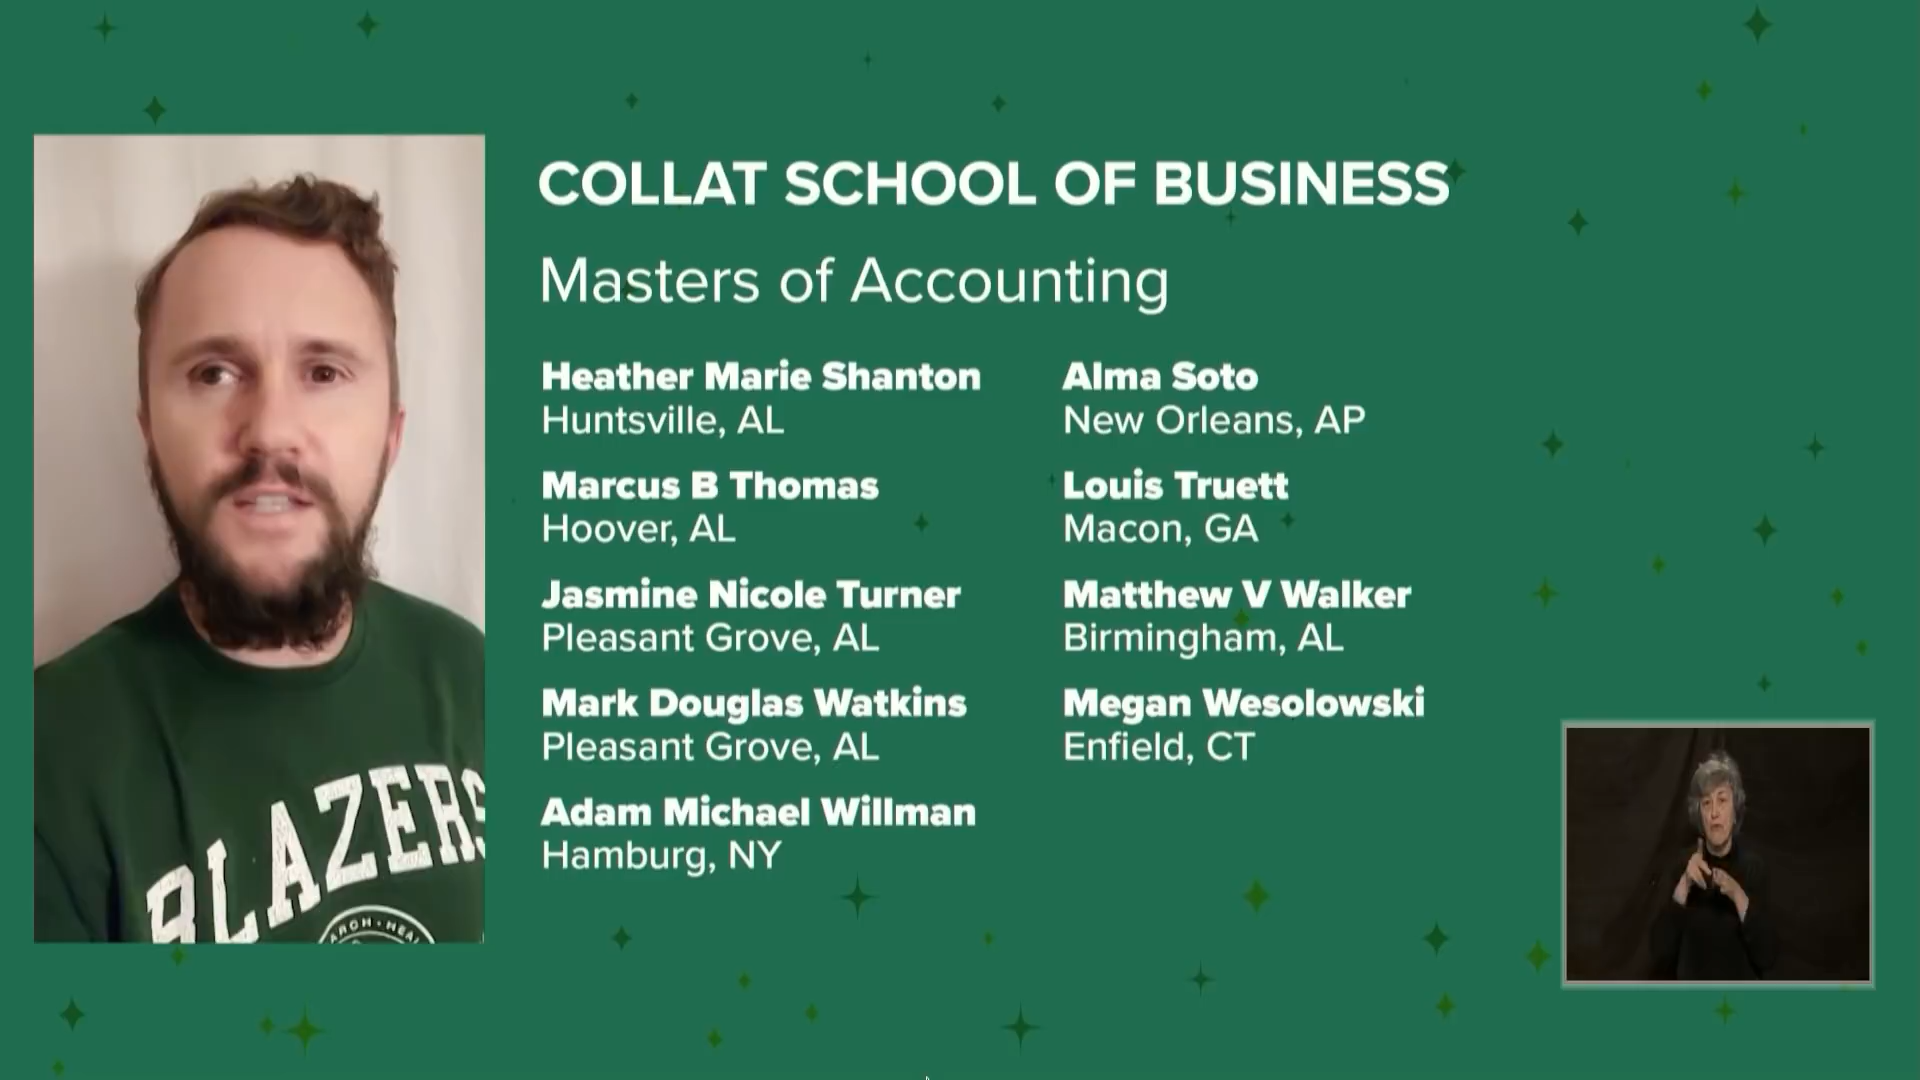 COLLAT SCHOOL OF BUSINESS
Masters of Accounting
Heather Marie Shanton
Huntsville, AL
Marcus B Thomas
Hoover, AL
Jasmine Nicole Turner
Pleasant Grove, AL
Mark Douglas Watkins
Pleasant Grove, AL
Adam Michael Willman
Hamburg, NY
Alma Soto
New Orleans, AP
Louis Truett
Macon, GA
Matthew V Walker
Birmingham, AL
Megan Wesolowski
Enfield, CT
BLAZERS